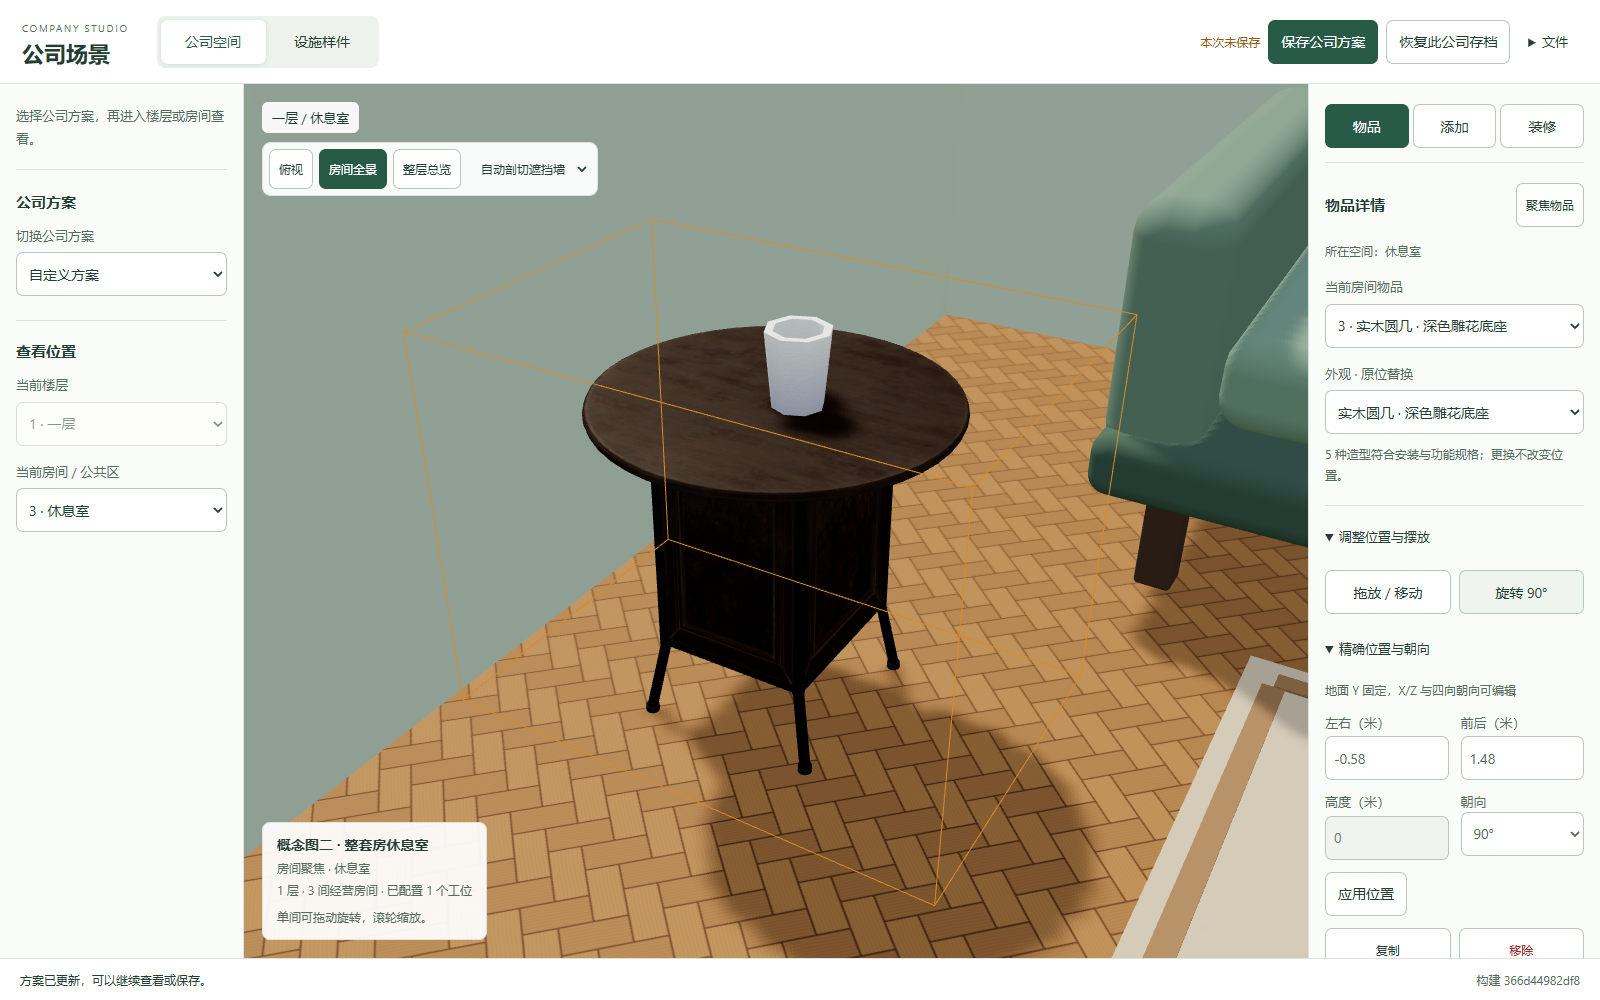 COMPANY STUDIO
公司场景
公司空间
设施样件
本次未保存
保存公司方案
恢复此公司存档
▶ 文件
选择公司方案，再进入楼层或房间查
看。
公司方案
切换公司方案
自定义方案
查看位置
当前楼层
1 · 一层
当前房间 / 公共区
3 · 休息室
一层 / 休息室
俯视
房间全景
整层总览
自动剖切遮挡墙
概念图二 · 整套房休息室
房间聚焦 · 休息室
1 层 · 3 间经营房间 · 已配置 1 个工位
单间可拖动旋转，滚轮缩放。
物品
添加
装修
物品详情
聚焦物品
所在空间：休息室
当前房间物品
3 · 实木圆几 · 深色雕花底座
外观 · 原位替换
实木圆几 · 深色雕花底座
5 种造型符合安装与功能规格；更换不改变位
置。
▼ 调整位置与摆放
拖放 / 移动
旋转 90°
▼ 精确位置与朝向
地面 Y 固定，X/Z 与四向朝向可编辑
左右（米）
前后（米）
-0.58
1.48
高度（米）
朝向
0
90°
应用位置
复制
移除
方案已更新，可以继续查看或保存。
构建 366d44982df8